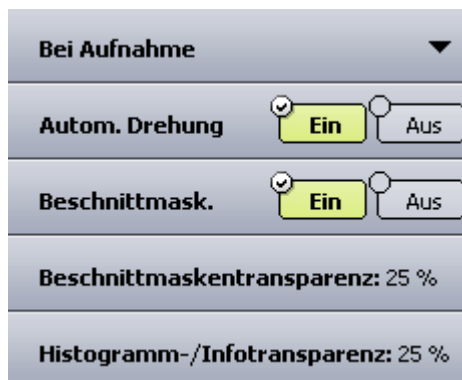 Bei Aufnahme
Autom. Drehung Ein Aus
Beschnittmask. Ein Aus
Beschnittmaskentransparenz: 25 %
Histogramm-/Infotransparenz: 25 %